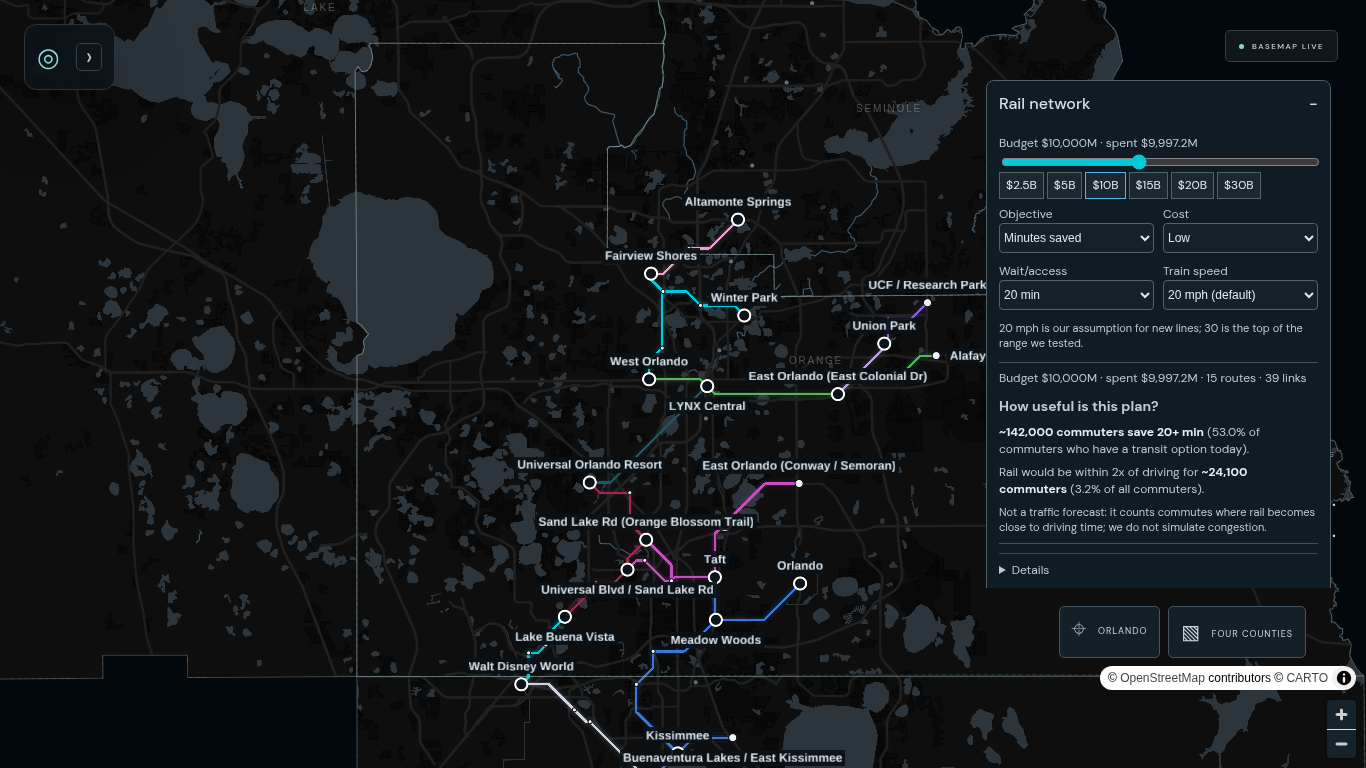 LAKE
BASEMAP LIVE
SEMINOLE
Altamonte Springs
Fairview Shores
Winter Park
UCF / Research Park
Union Park
West Orlando
ORANGE
Alafay
East Orlando (East Colonial Dr)
LYNX Central
Universal Orlando Resort
East Orlando (Conway / Semoran)
Sand Lake Rd (Orange Blossom Trail)
Taft
Orlando
Universal Blvd / Sand Lake Rd
Lake Buena Vista
Meadow Woods
Walt Disney World
Kissimmee
Buenaventura Lakes / East Kissimmee
Rail network
Budget $10,000M · spent $9,997.2M
$2.5B $5B $10B $15B $20B $30B
Objective Cost
Minutes saved Low
Wait/access Train speed
20 min 20 mph (default)
20 mph is our assumption for new lines; 30 is the top of the
range we tested.
Budget $10,000M · spent $9,997.2M · 15 routes · 39 links
How useful is this plan?
~142,000 commuters save 20+ min (53.0% of
commuters who have a transit option today).
Rail would be within 2x of driving for ~24,100
commuters (3.2% of all commuters).
Not a traffic forecast: it counts commutes where rail becomes
close to driving time; we do not simulate congestion.
Details
ORLANDO
FOUR COUNTIES
© OpenStreetMap contributors © CARTO